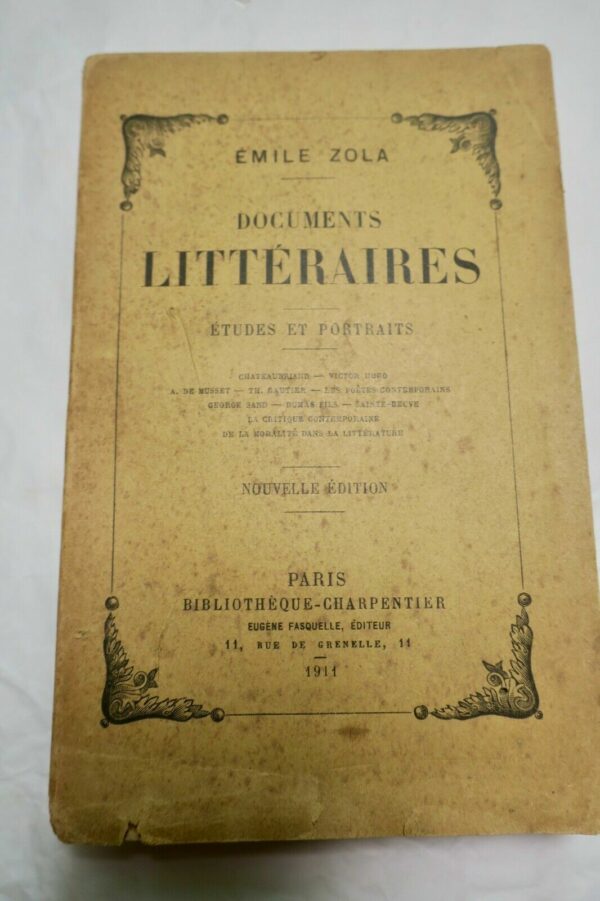 ÉMILE ZOLA
DOCUMENTS
LITTÉRAIRES
ÉTUDES ET PORTRAITS
CHATEAUBRIAND — VICTOR HUGO
A. DE MUSSET — TH. GAUTIER — LES POÈTES CONTEMPORAINS
GEORGE SAND — DUMAS FILS — SAINTE-BEUVE
LA CRITIQUE CONTEMPORAINE
DE LA MORALITÉ DANS LA LITTÉRATURE
NOUVELLE ÉDITION
PARIS
BIBLIOTHÈQUE-CHARPENTIER
EUGÈNE FASQUELLE, ÉDITEUR
11, RUE DE GRENELLE, 11
1911